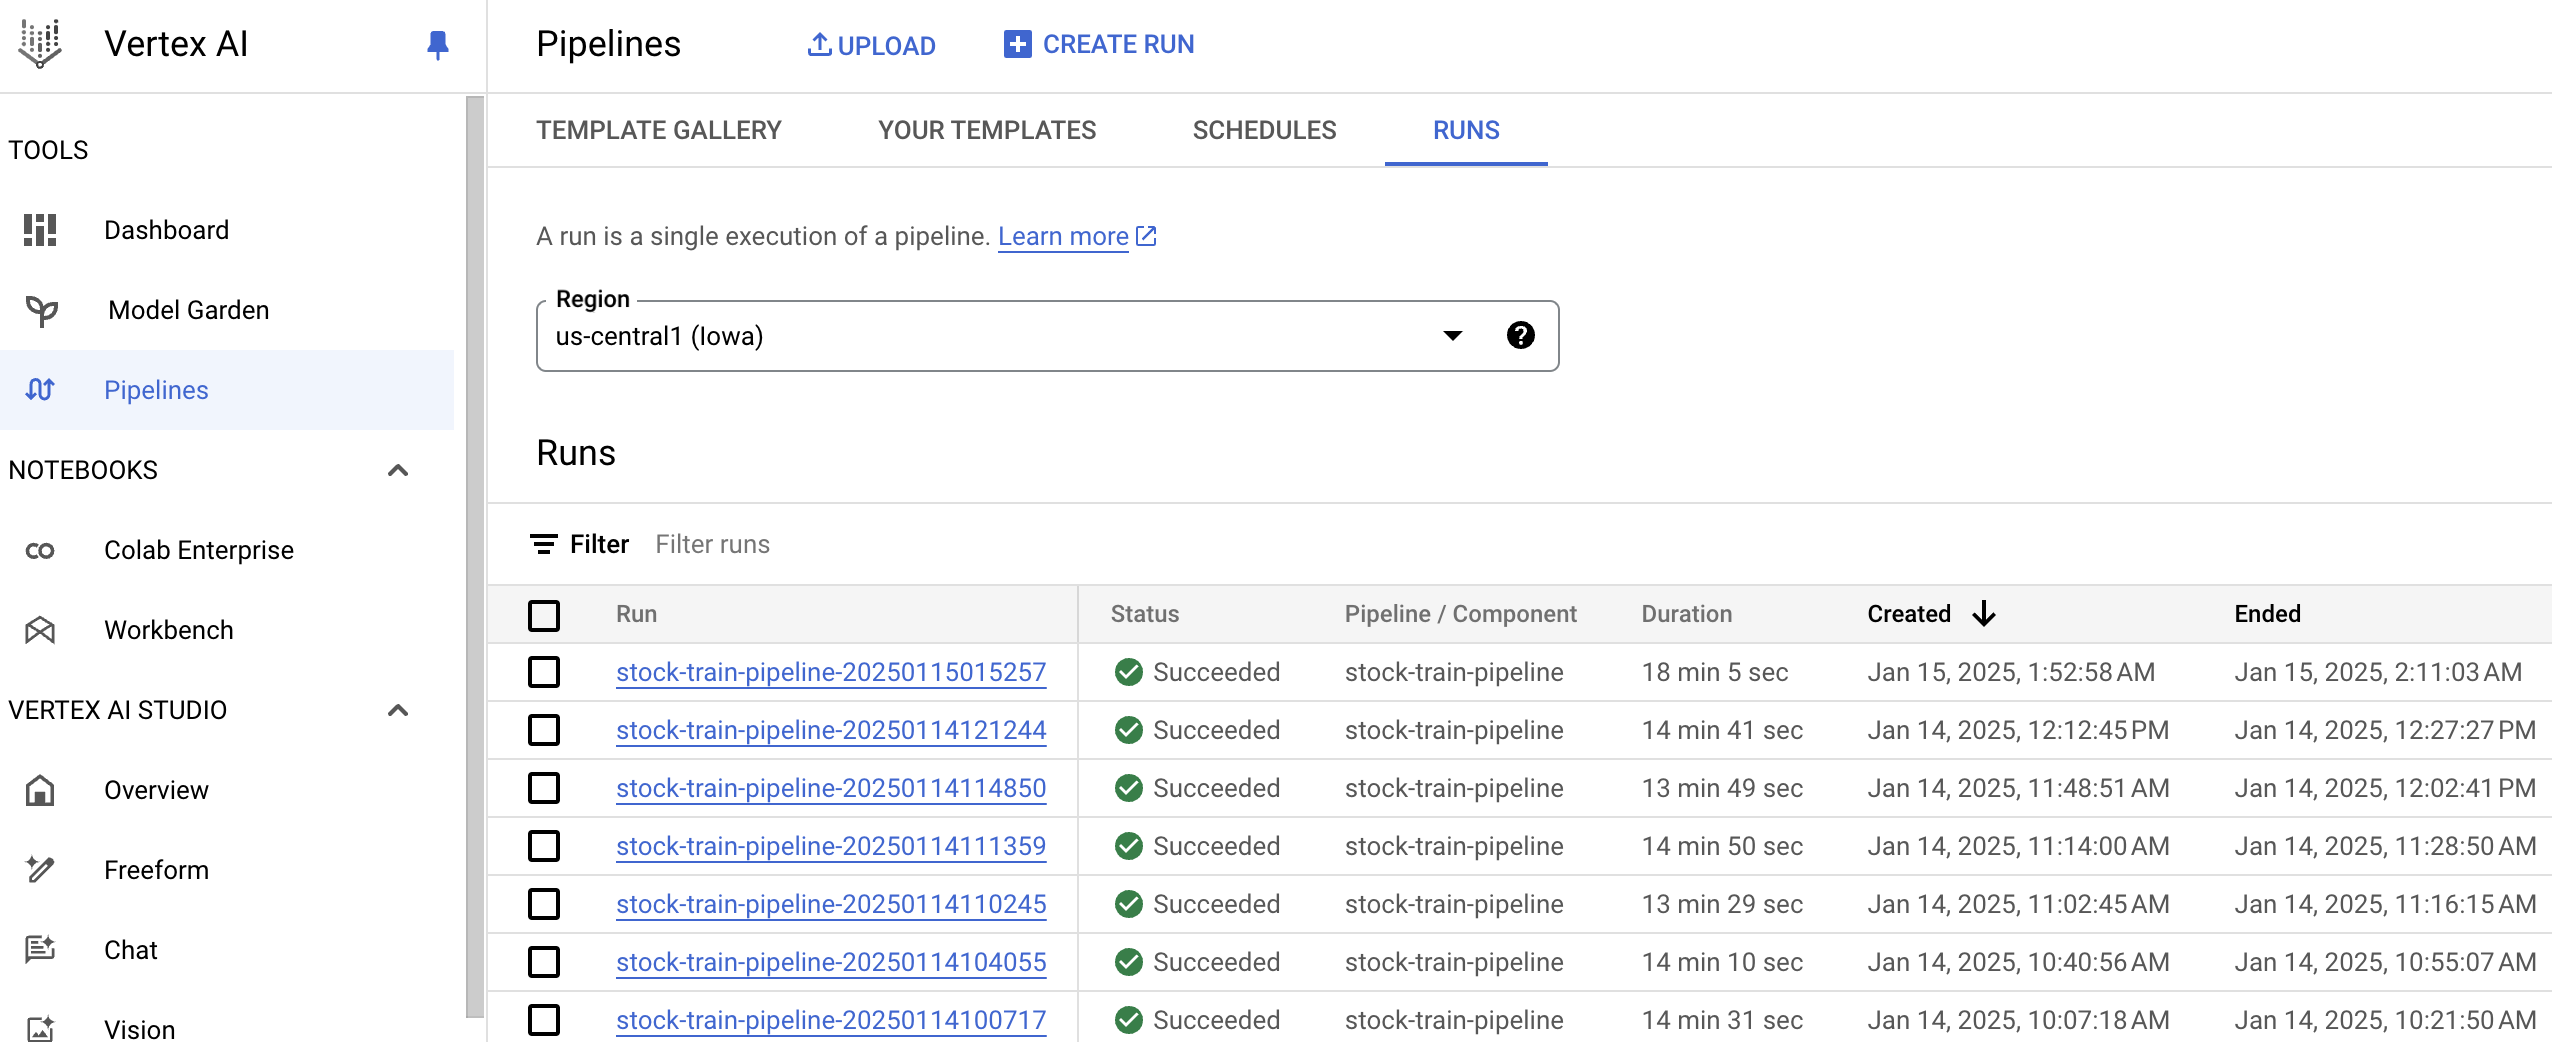 Vertex AI
TOOLS
Dashboard
Model Garden
Pipelines
NOTEBOOKS
Colab Enterprise
Workbench
VERTEX AI STUDIO
Overview
Freeform
Chat
Vision
Pipelines UPLOAD CREATE RUN
TEMPLATE GALLERY YOUR TEMPLATES SCHEDULES RUNS
A run is a single execution of a pipeline. Learn more
Region
us-central1 (Iowa)
Runs
Filter Filter runs
Run Status Pipeline / Component Duration Created Ended
stock-train-pipeline-20250115015257 Succeeded stock-train-pipeline 18 min 5 sec Jan 15, 2025, 1:52:58 AM Jan 15, 2025, 2:11:03 AM
stock-train-pipeline-20250114121244 Succeeded stock-train-pipeline 14 min 41 sec Jan 14, 2025, 12:12:45 PM Jan 14, 2025, 12:27:27 PM
stock-train-pipeline-20250114114850 Succeeded stock-train-pipeline 13 min 49 sec Jan 14, 2025, 11:48:51 AM Jan 14, 2025, 12:02:41 PM
stock-train-pipeline-20250114111359 Succeeded stock-train-pipeline 14 min 50 sec Jan 14, 2025, 11:14:00 AM Jan 14, 2025, 11:28:50 AM
stock-train-pipeline-20250114110245 Succeeded stock-train-pipeline 13 min 29 sec Jan 14, 2025, 11:02:45 AM Jan 14, 2025, 11:16:15 AM
stock-train-pipeline-20250114104055 Succeeded stock-train-pipeline 14 min 10 sec Jan 14, 2025, 10:40:56 AM Jan 14, 2025, 10:55:07 AM
stock-train-pipeline-20250114100717 Succeeded stock-train-pipeline 14 min 31 sec Jan 14, 2025, 10:07:18 AM Jan 14, 2025, 10:21:50 AM